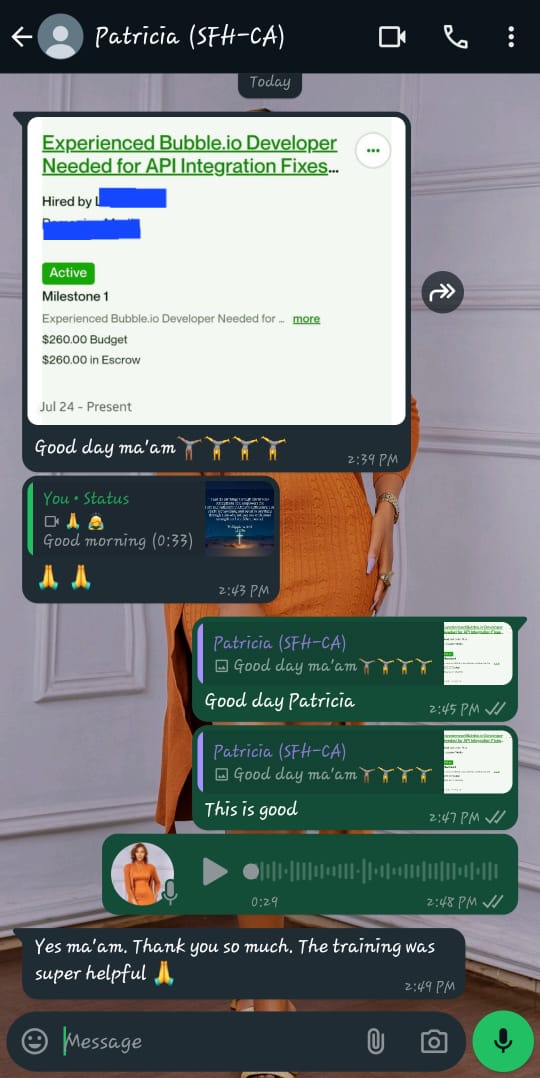 Patricia (SFH-CA)
Today
Experienced Bubble.io Developer
Needed for API Integration Fixes...
Hired by L
Active
Milestone 1
Experienced Bubble.io Developer Needed for ... more
$260.00 Budget
$260.00 in Escrow
Jul 24 - Present
Good day ma'am
2:39 PM
You • Status
Good morning (0:33)
2:43 PM
Patricia (SFH-CA)
Good day ma'am
Good day Patricia
2:45 PM
Patricia (SFH-CA)
Good day ma'am
This is good
2:47 PM
0:29
2:48 PM
Yes ma'am. Thank you so much. The training was
super helpful 🙏
2:49 PM
Message